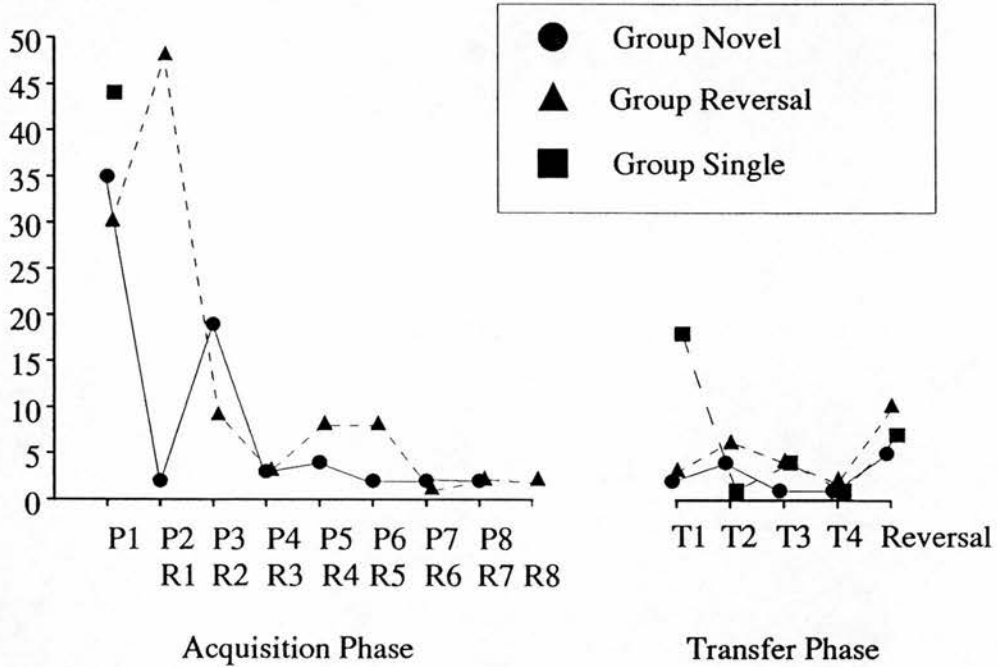 50
45
40
35
30
25
20
15
10
5
0
Group Novel
Group Reversal
Group Single
P1 P2 P3 P4 P5 P6 P7 P8
R1 R2 R3 R4 R5 R6 R7 R8
T1 T2 T3 T4 Reversal
Acquisition Phase
Transfer Phase